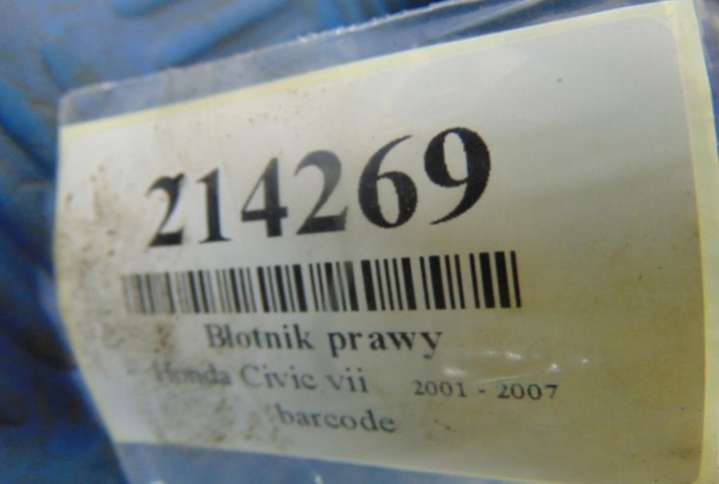 214269
Błotnik prawy
Honda Civic vii 2001 - 2007
barcode